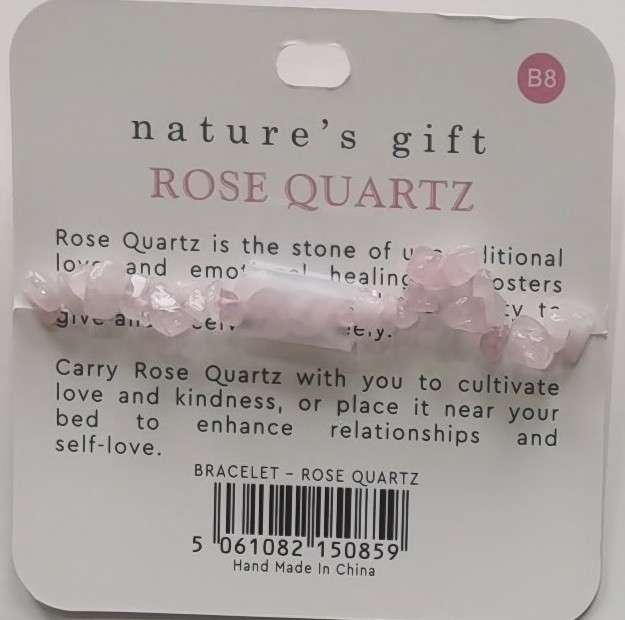 B8
nature's gift
ROSE QUARTZ
Rose Quartz is the stone of
and healing
to
Carry Rose Quartz with you to cultivate
love and kindness, or place it near your
bed to enhance relationships and
self-love.
BRACELET - ROSE QUARTZ
5 061082 150859
Hand Made In China